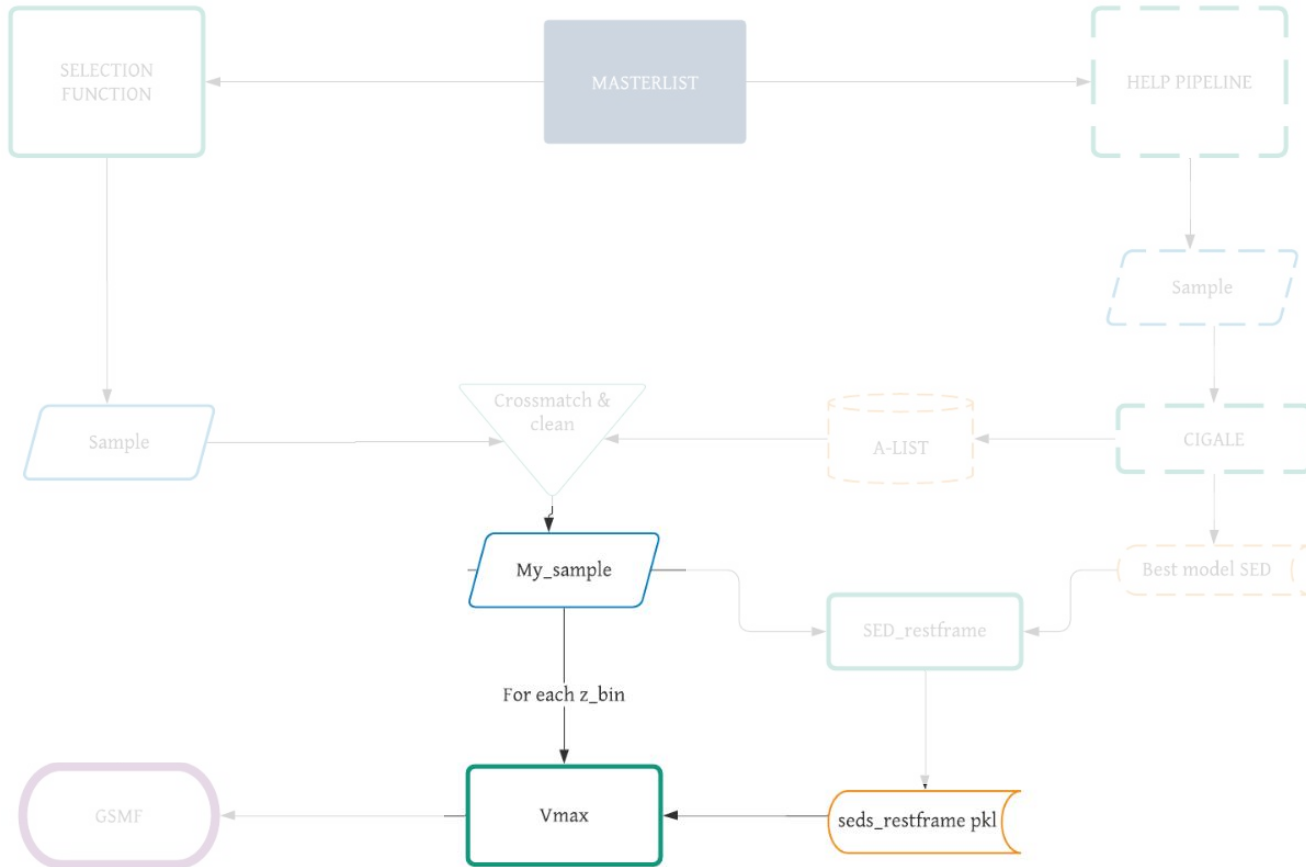 SELECTION
FUNCTION
MASTERLIST
HELP PIPELINE
Sample
Sample
Crossmatch &
clean
A-LIST
CIGALE
My_sample
Best model SED
SED_restframe
For each z_bin
GSMF
Vmax
seds_restframe pkl